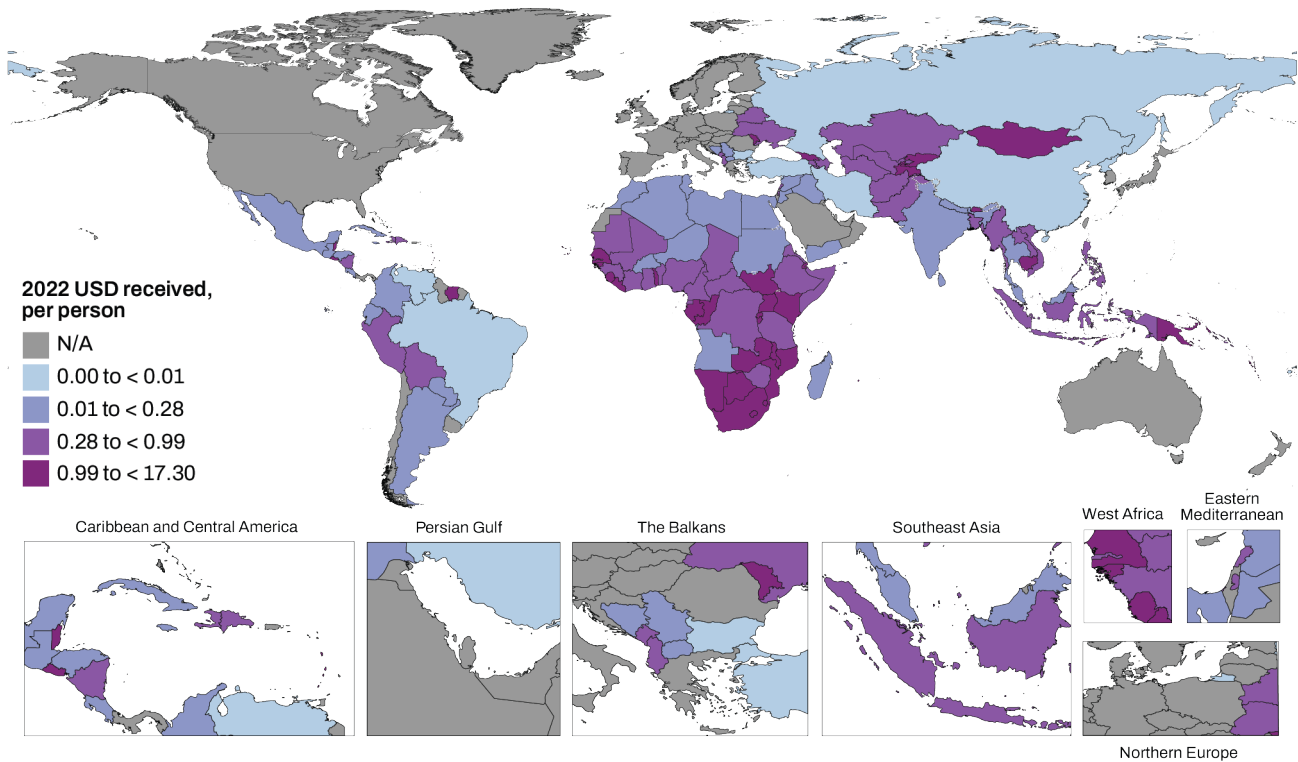 2022 USD received,
per person
N/A
0.00 to < 0.01
0.01 to < 0.28
0.28 to < 0.99
0.99 to < 17.30
Caribbean and Central America
Persian Gulf
The Balkans
Southeast Asia
West Africa
Eastern
Mediterranean
Northern Europe